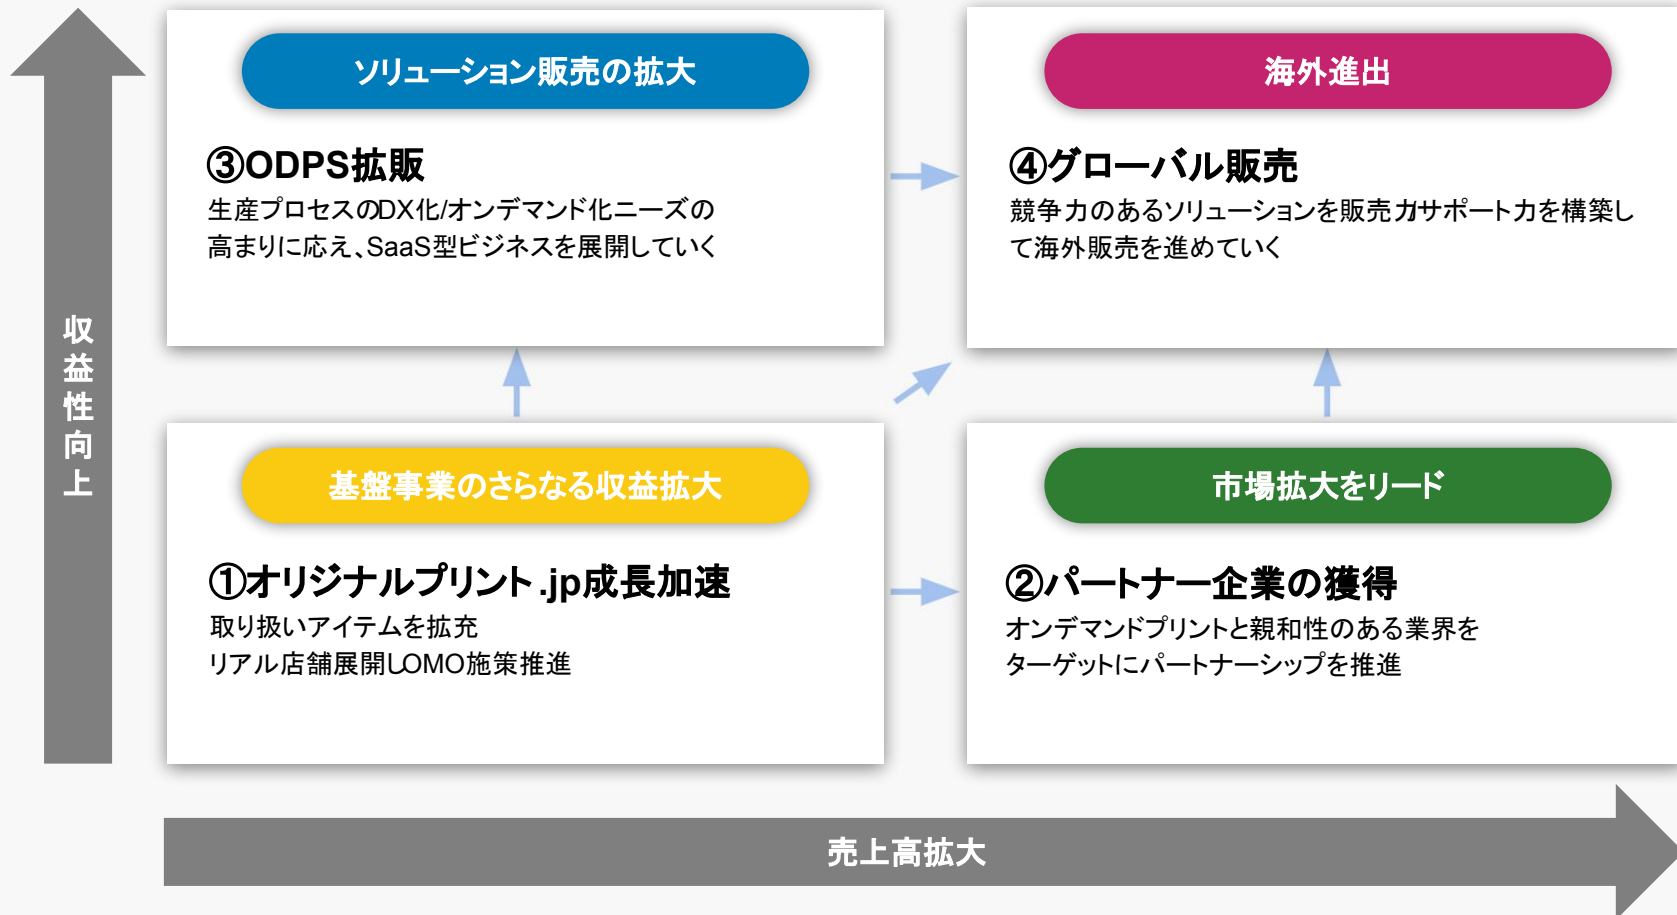 ソリューション販売の拡大
③ODPS拡販
生産プロセスのDX化/オンデマンド化ニーズの
高まりに応え、SaaS型ビジネスを展開していく
海外進出
④グローバル販売
競争力のあるソリューションを販売力サポート力を構築し
て海外販売を進めていく
収益性向上
基盤事業のさらなる収益拡大
①オリジナルプリント.jp成長加速
取り扱いアイテムを拡充
リアル店舗展開しOMO施策推進
市場拡大をリード
②パートナー企業の獲得
オンデマンドプリントと親和性のある業界を
ターゲットにパートナーシップを推進
売上高拡大